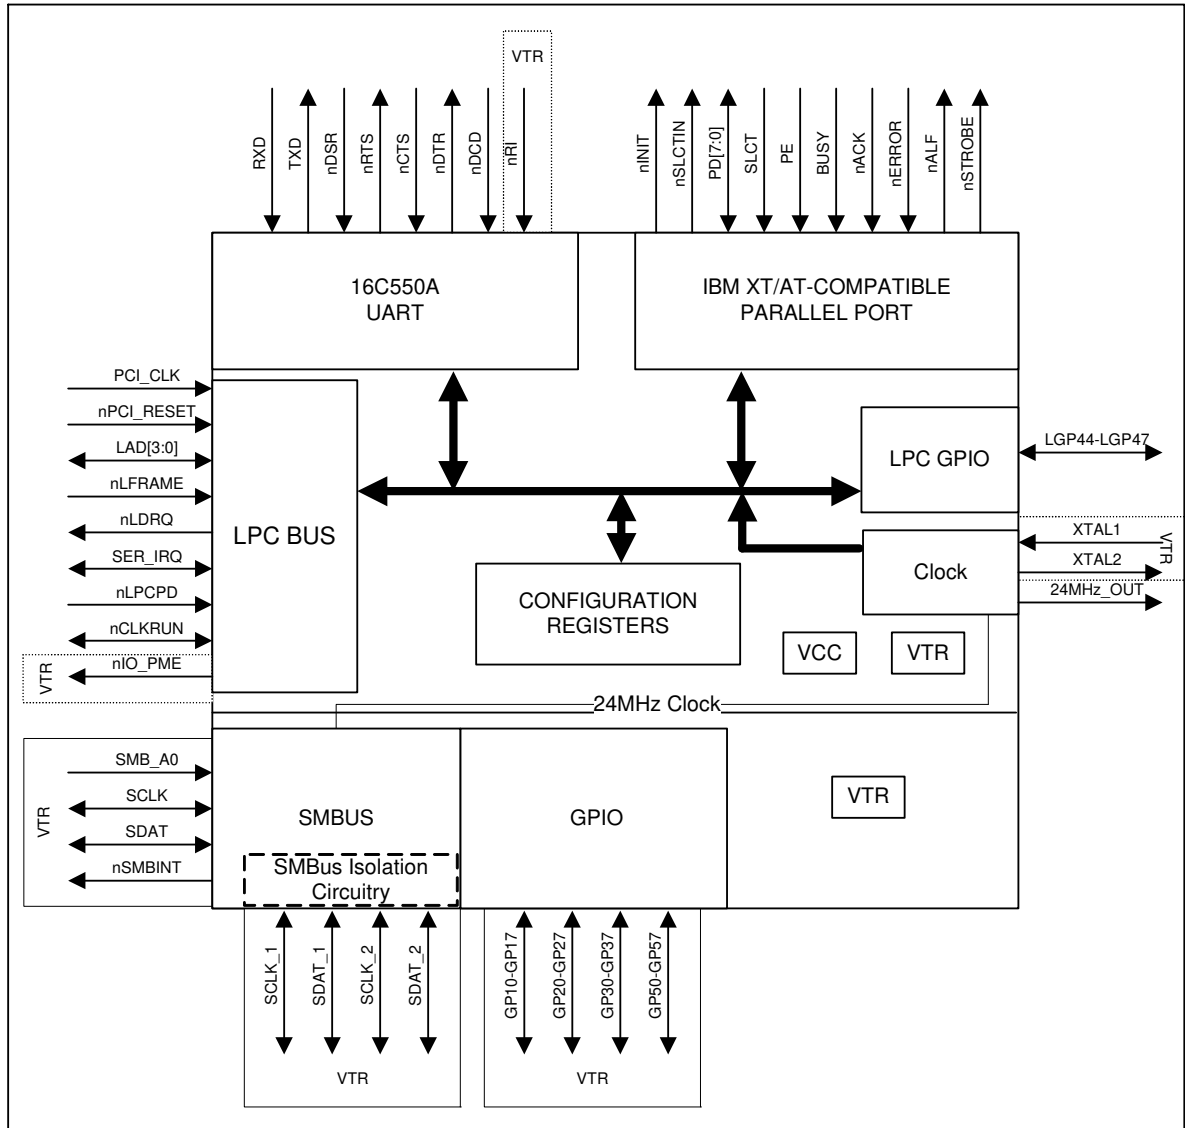 VTR
RXD
TXD
nDSR
nRTS
nCTS
nDTR
nDCD
nRI
nINIT
nSLCTIN
PD[7:0]
SLCT
PE
BUSY
nACK
nERROR
nALF
nSTROBE
16C550A
UART
IBM XT/AT-COMPATIBLE
PARALLEL PORT
PCI_CLK
nPCI_RESET
LAD[3:0]
nLFRAME
nLDRQ
SER_IRQ
nLPCPD
nCLKRUN
nIO_PME
VTR
LPC BUS
LPC GPIO
LGP44-LGP47
Clock
XTAL1
XTAL2
VTR
24MHz_OUT
CONFIGURATION
REGISTERS
VCC
VTR
24MHz Clock
SMB_A0
SCLK
SDAT
nSMBINT
VTR
SMBUS
SMBus Isolation
Circuitry
GPIO
VTR
SCLK_1
SDAT_1
SCLK_2
SDAT_2
VTR
GP10-GP17
GP20-GP27
GP30-GP37
GP50-GP57
VTR